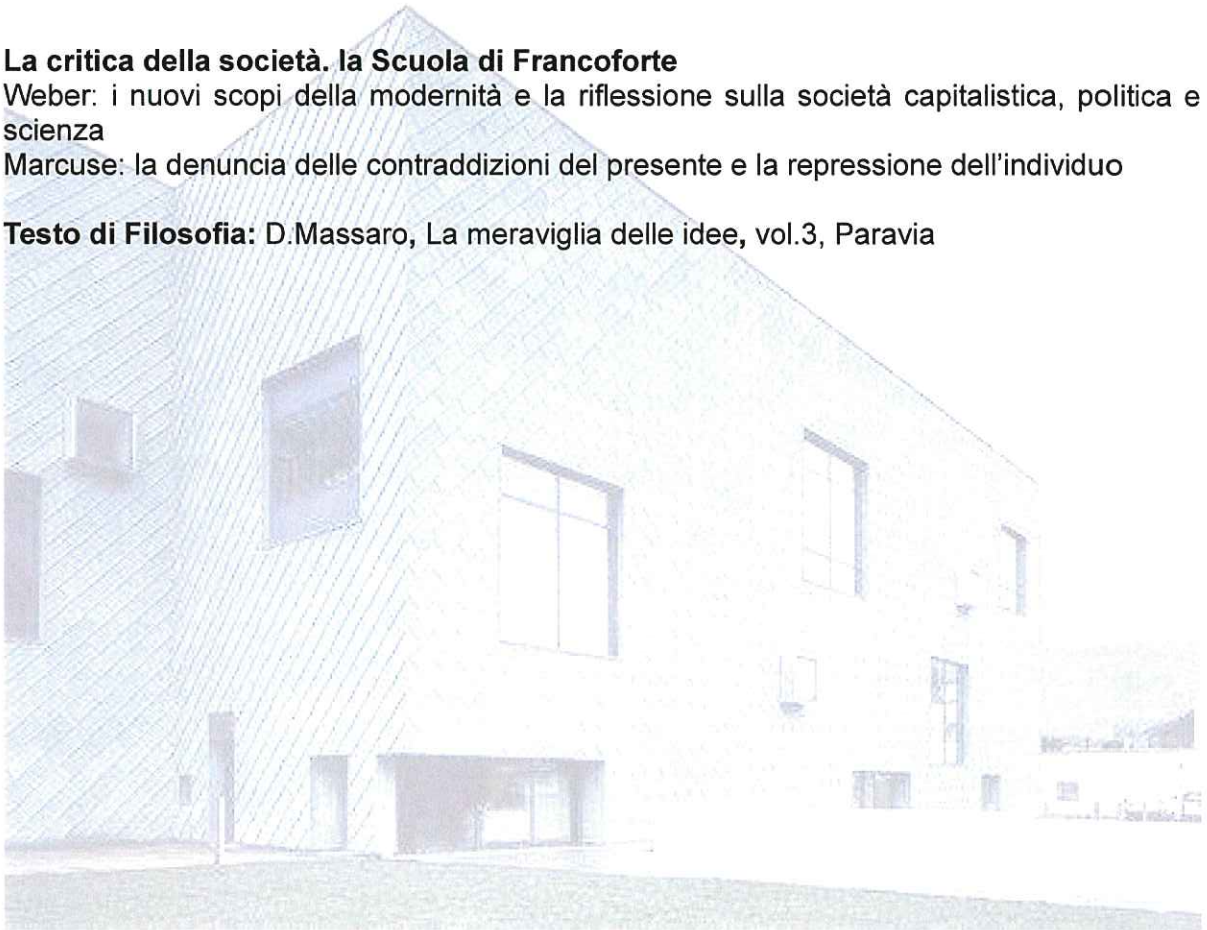 La critica della società. la Scuola di Francoforte
Weber: i nuovi scopi della modernità e la riflessione sulla società capitalistica, politica e
scienza
Marcuse: la denuncia delle contraddizioni del presente e la repressione dell'individuo
Testo di Filosofia: D.Massaro, La meraviglia delle idee, vol.3, Paravia